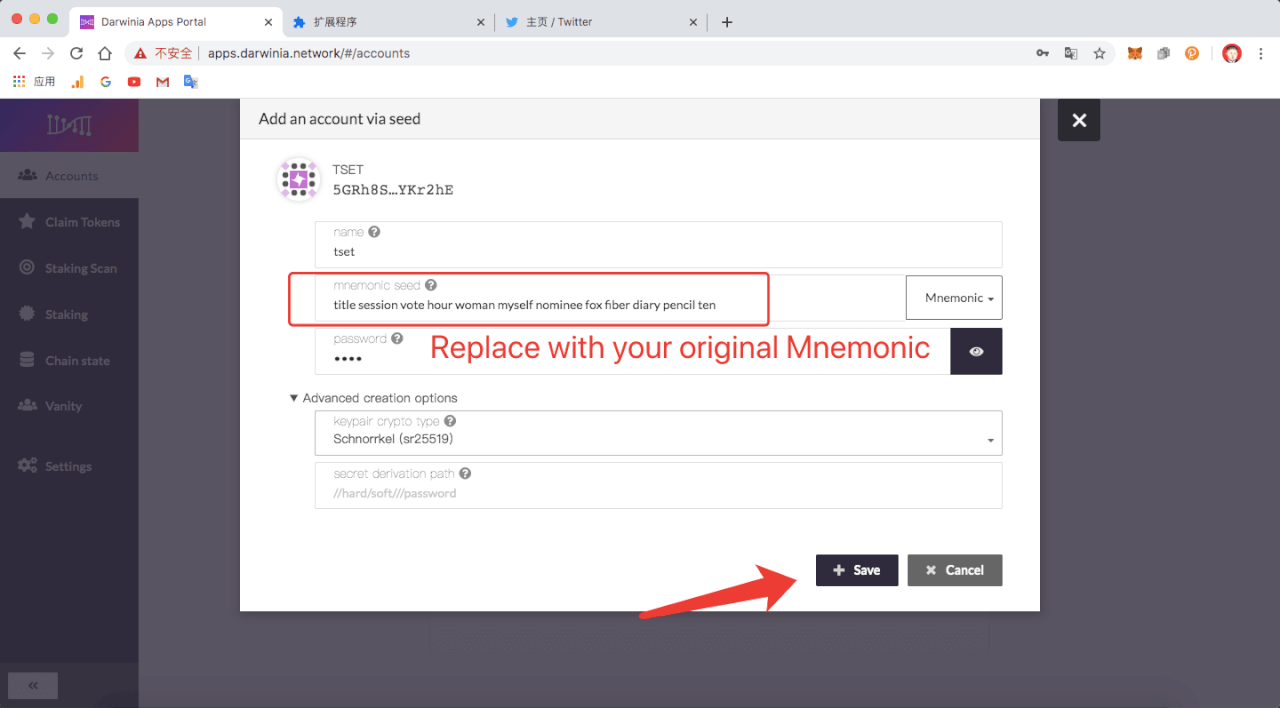 Darwinia Apps Portal
扩展程序
主页 / Twitter
不安全
apps.darwinia.network/#/accounts
应用
Add an account via seed
TSET
5GRh8S…YKr2hE
Accounts
Claim Tokens
Staking Scan
Staking
Chain state
Vanity
Settings
name
tset
mnemonic seed
title session vote hour woman myself nominee fox fiber diary pencil ten
Mnemonic
password
••••
Replace with your original Mnemonic
Advanced creation options
keypair crypto type
Schnorrkel (sr25519)
secret derivation path
//hard/soft///password
Save
Cancel